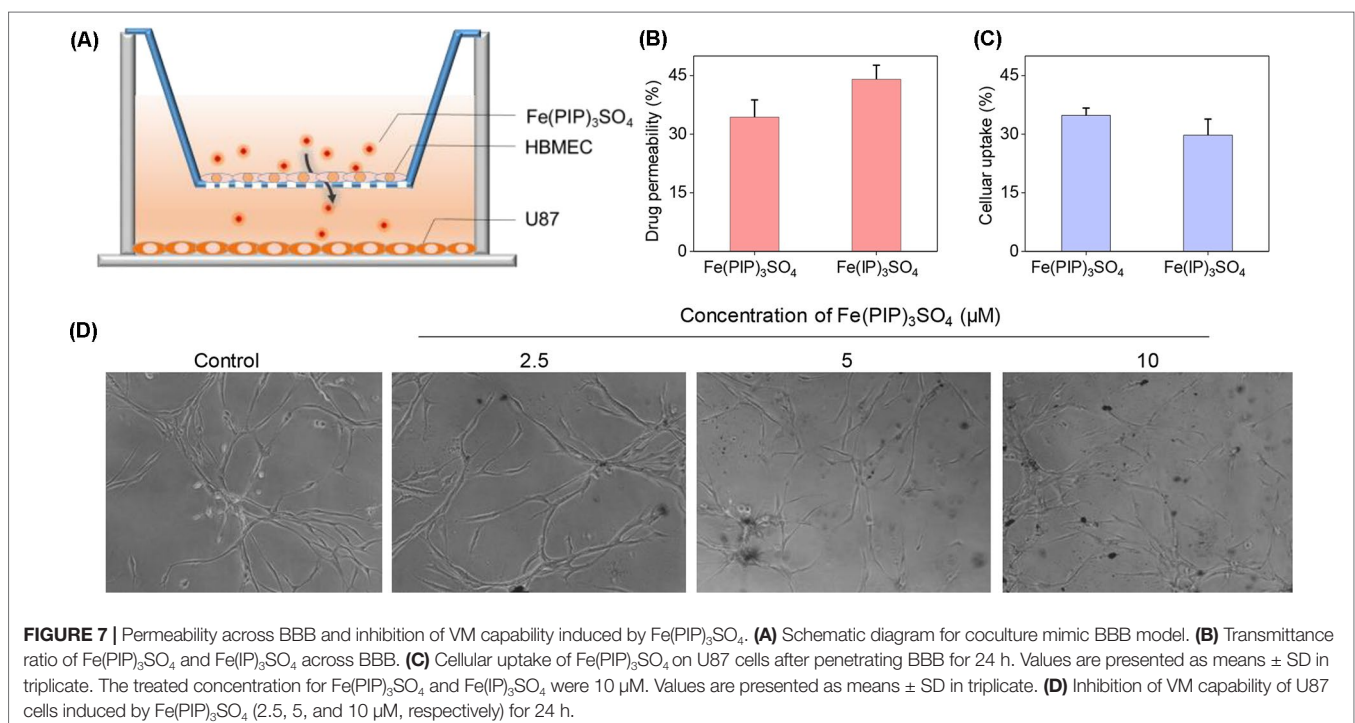 (A)
Fe(PIP)₃SO₄
HBMEC
U87
(B)
Drug permeability (%)
45
30
15
0
Fe(PIP)₃SO₄
Fe(IP)₃SO₄
(C)
Celluar uptake (%)
45
30
15
0
Fe(PIP)₃SO₄
Fe(IP)₃SO₄
(D)
Concentration of Fe(PIP)₃SO₄ (µM)
Control
2.5
5
10
FIGURE 7 | Permeability across BBB and inhibition of VM capability induced by Fe(PIP)₃SO₄. (A) Schematic diagram for coculture mimic BBB model. (B) Transmittance
ratio of Fe(PIP)₃SO₄ and Fe(IP)₃SO₄ across BBB. (C) Cellular uptake of Fe(PIP)₃SO₄ on U87 cells after penetrating BBB for 24 h. Values are presented as means ± SD in
triplicate. The treated concentration for Fe(PIP)₃SO₄ and Fe(IP)₃SO₄ were 10 µM. Values are presented as means ± SD in triplicate. (D) Inhibition of VM capability of U87
cells induced by Fe(PIP)₃SO₄ (2.5, 5, and 10 µM, respectively) for 24 h.